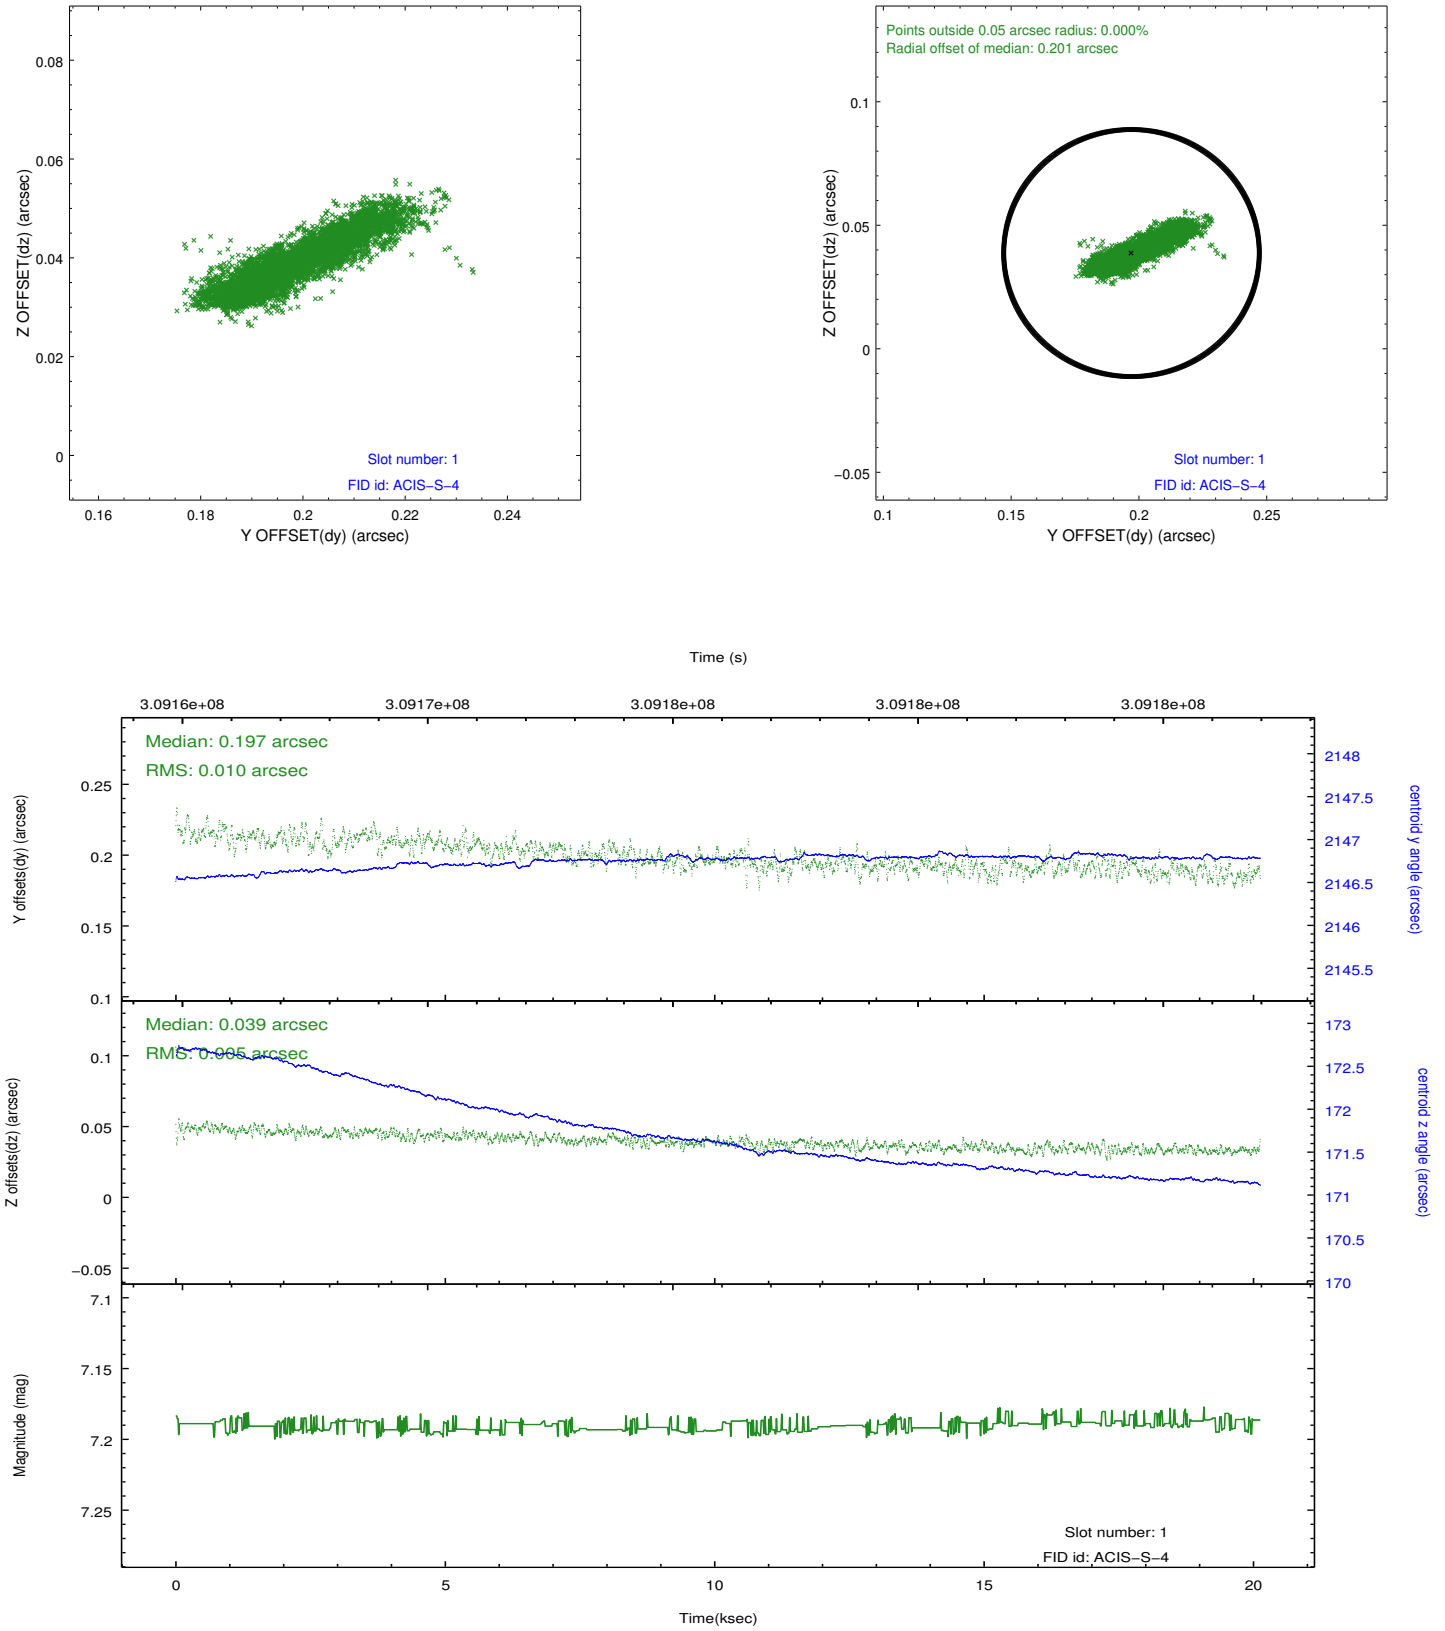 0.08
0.06
0.04
0.02
0
Z OFFSET(dz) (arcsec)
Slot number: 1
FID id: ACIS−S−4
0.16 0.18 0.2 0.22 0.24
Y OFFSET(dy) (arcsec)
Points outside 0.05 arcsec radius: 0.000%
Radial offset of median: 0.201 arcsec
0.1
0.05
0
−0.05
Z OFFSET(dz) (arcsec)
Slot number: 1
FID id: ACIS−S−4
0.1 0.15 0.2 0.25
Y OFFSET(dy) (arcsec)
Time (s)
3.0916e+08 3.0917e+08 3.0918e+08 3.0918e+08 3.0918e+08
Median: 0.197 arcsec
RMS: 0.010 arcsec
0.25
0.2
0.15
0.1
Y offsets(dy) (arcsec)
2148
2147.5
2147
2146.5
2146
2145.5
centroid y angle (arcsec)
Median: 0.039 arcsec
RMS: 0.005 arcsec
0.1
0.05
0
−0.05
Z offsets(dz) (arcsec)
173
172.5
172
171.5
171
170.5
170
centroid z angle (arcsec)
7.1
7.15
7.2
7.25
Magnitude (mag)
Slot number: 1
FID id: ACIS−S−4
0 5 10 15 20
Time(ksec)